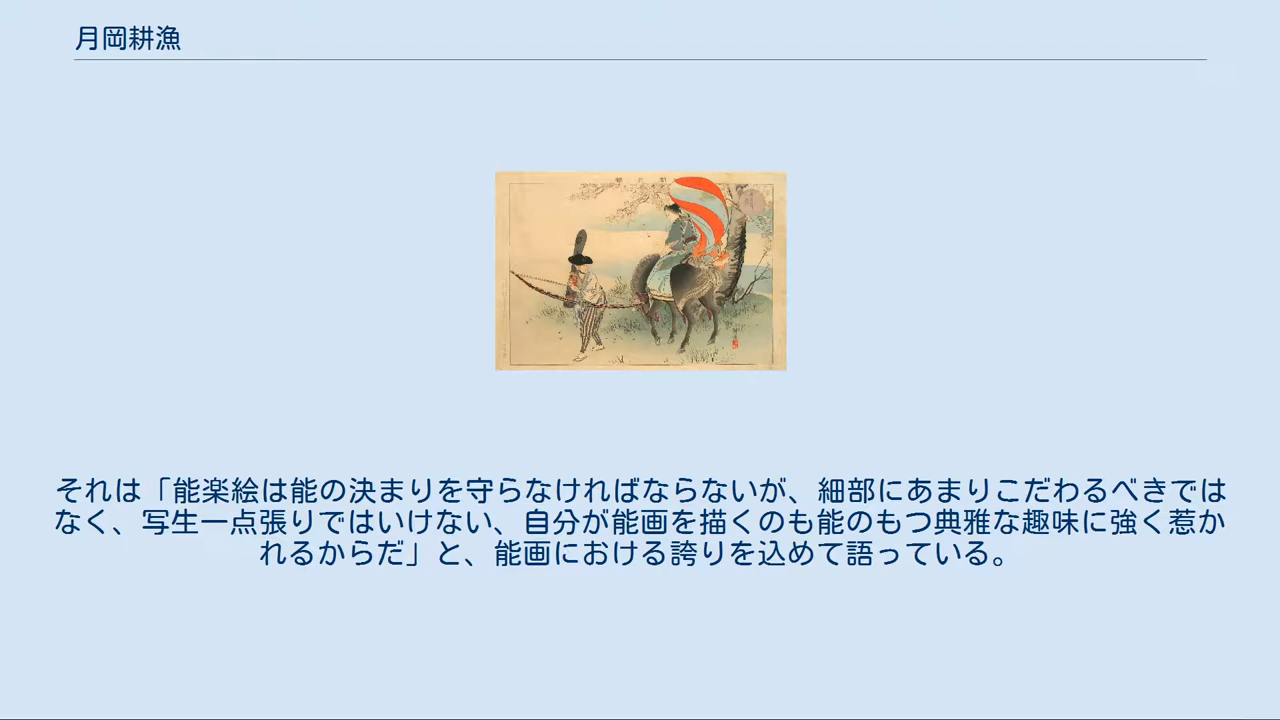 月岡耕漁
それは「能楽絵は能の決まりを守らなければならないが、細部にあまりこだわるべきでは
なく、写生一点張りではいけない、自分が能画を描くのも能のもつ典雅な趣味に強く惹か
れるからだ」と、能画における誇りを込めて語っている。